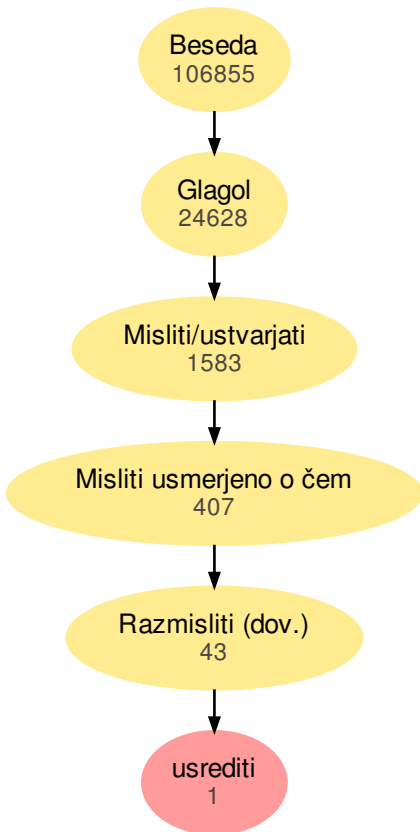 Beseda
106855
Glagol
24628
Misliti/ustvarjati
1583
Misliti usmerjeno o čem
407
Razmisliti (dov.)
43
usrediti
1